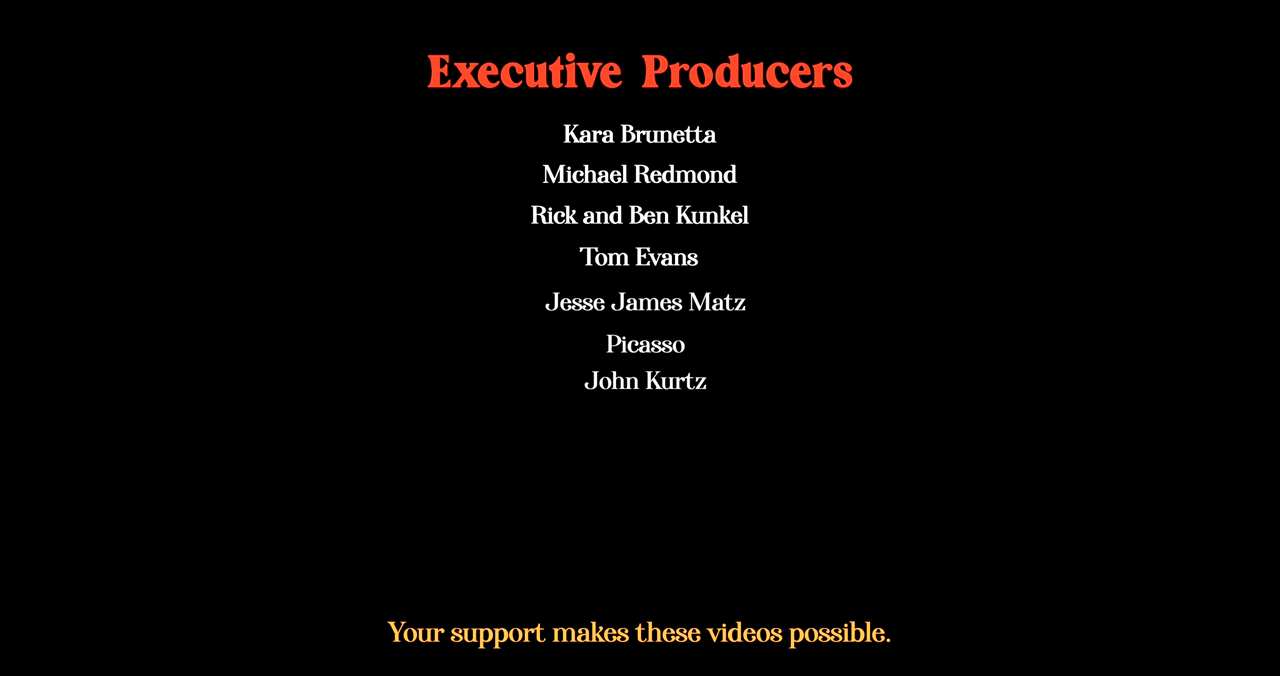 Executive Producers
Kara Brunetta
Michael Redmond
Rick and Ben Kunkel
Tom Evans
Jesse James Matz
Picasso
John Kurtz
Your support makes these videos possible.